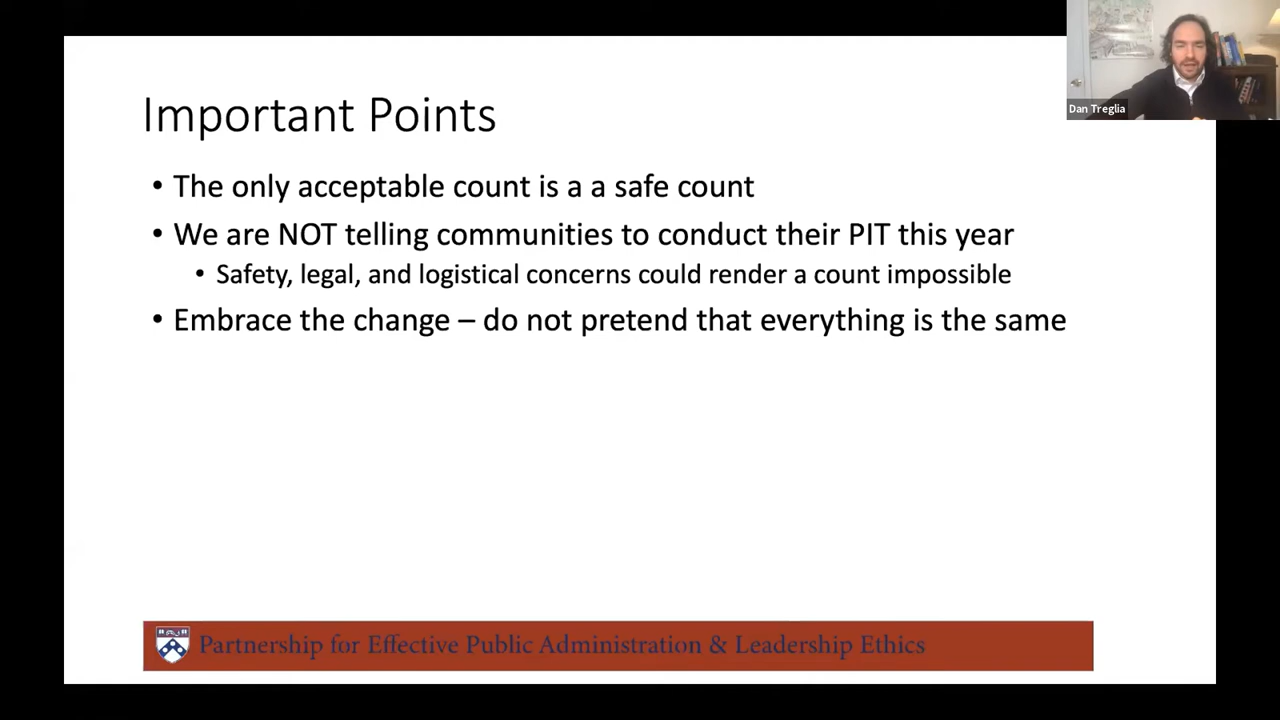 Important Points
• The only acceptable count is a a safe count
• We are NOT telling communities to conduct their PIT this year
• Safety, legal, and logistical concerns could render a count impossible
• Embrace the change – do not pretend that everything is the same
Partnership for Effective Public Administration & Leadership Ethics
Dan Treglia